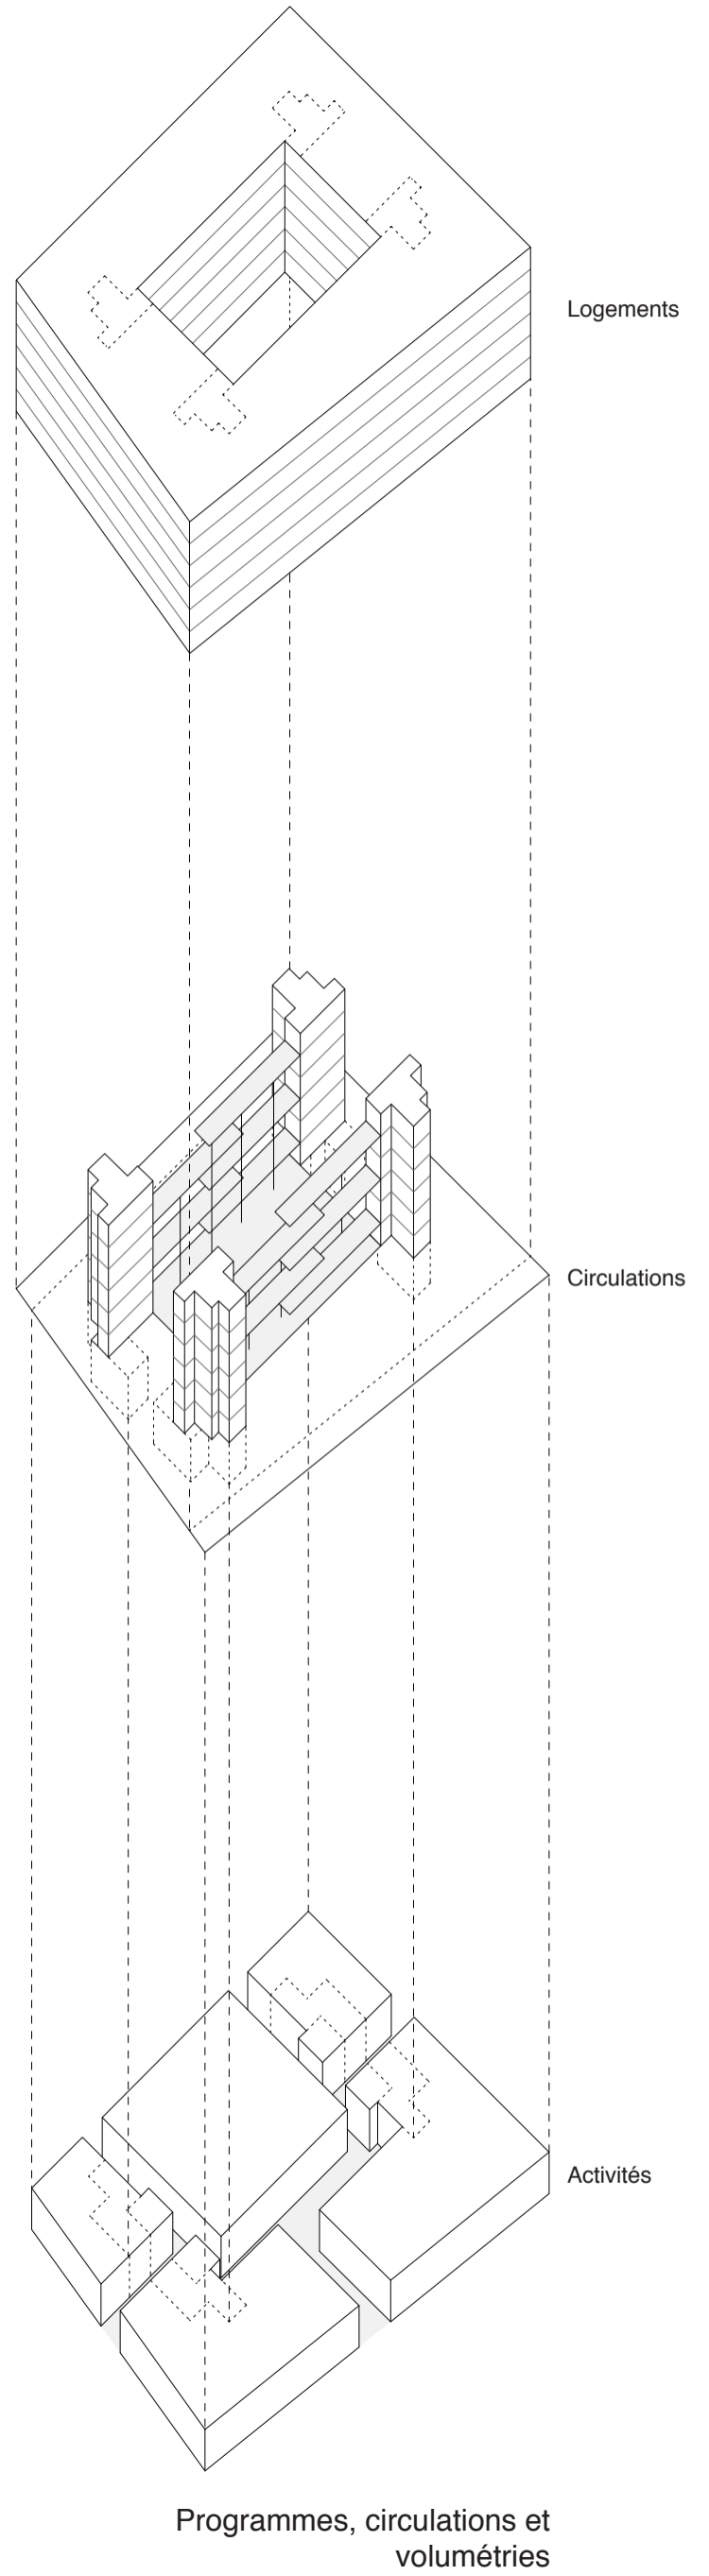 Logements
Circulations
Activités
Programmes, circulations et
volumétries